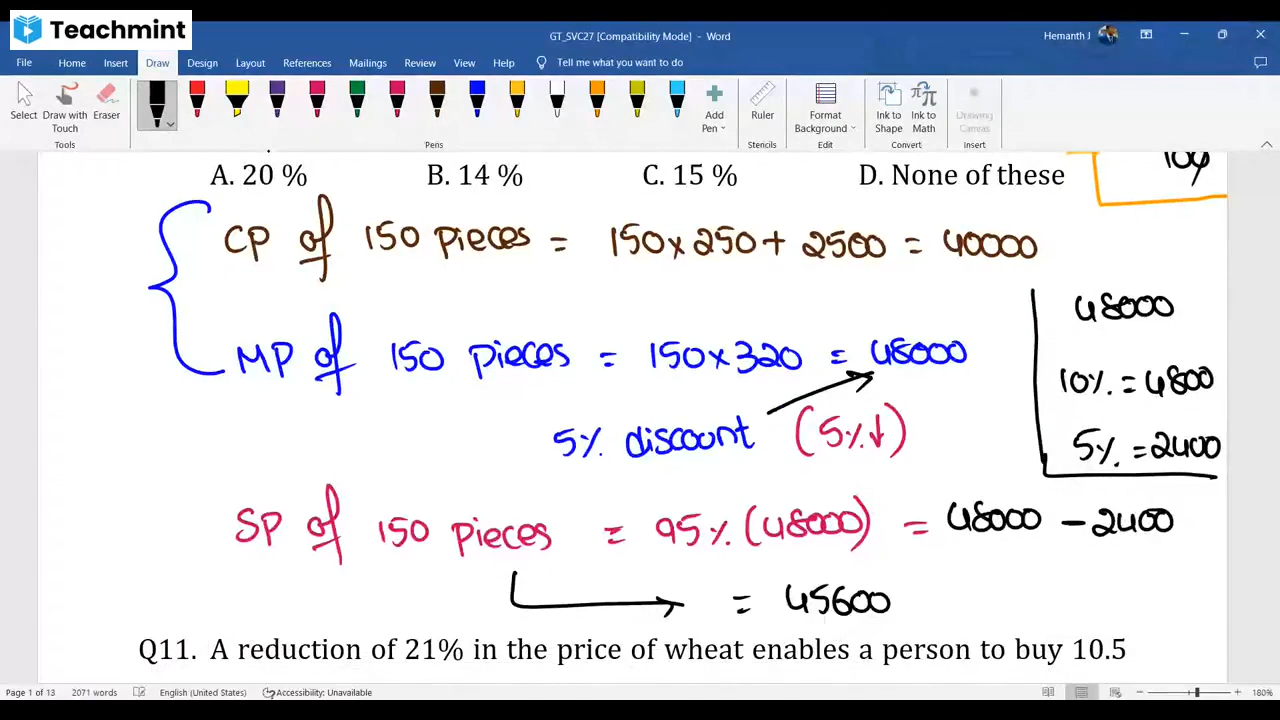 Teachmint
GT_SVC27 [Compatibility Mode] - Word
Hemanth J
File Home Insert Draw Design Layout References Mailings Review View Help Tell me what you want to do
Select
Draw with Touch
Eraser
Add Pen
Ruler
Format Background
Ink to Shape
Ink to Math
Drawing Canvas
Tools Pens Stencils Edit Convert Insert
100
A. 20 % B. 14 % C. 15 % D. None of these
CP of 150 pieces = 150x250 + 2500 = 40000
48000
MP of 150 pieces = 150x320 = 48000
10% = 4800
5% discount (5%↓)
5% = 2400
SP of 150 pieces = 95% (48000) = 48000 - 2400
= 45600
Q11. A reduction of 21% in the price of wheat enables a person to buy 10.5
Page 1 of 13 2071 words English (United States) Accessibility: Unavailable 180%